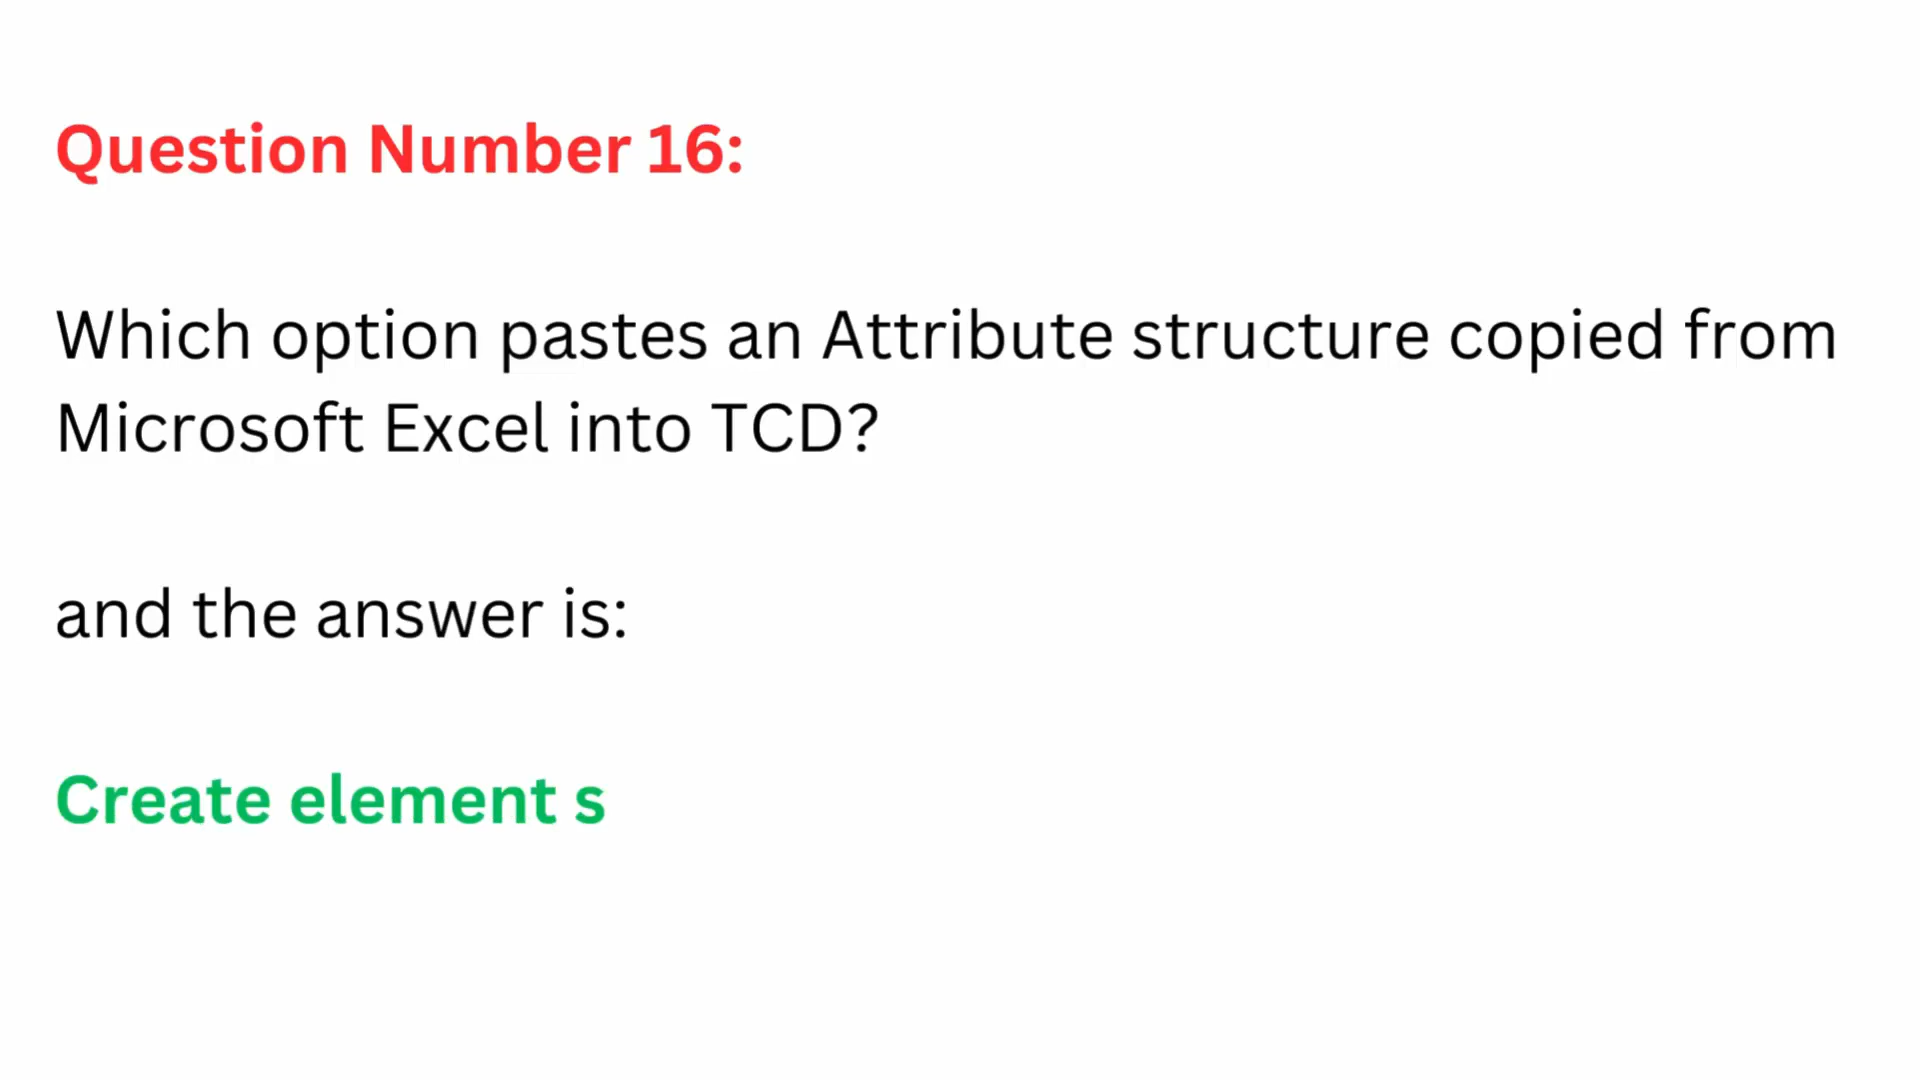 Question Number 16:
Which option pastes an Attribute structure copied from
Microsoft Excel into TCD?
and the answer is:
Create element s